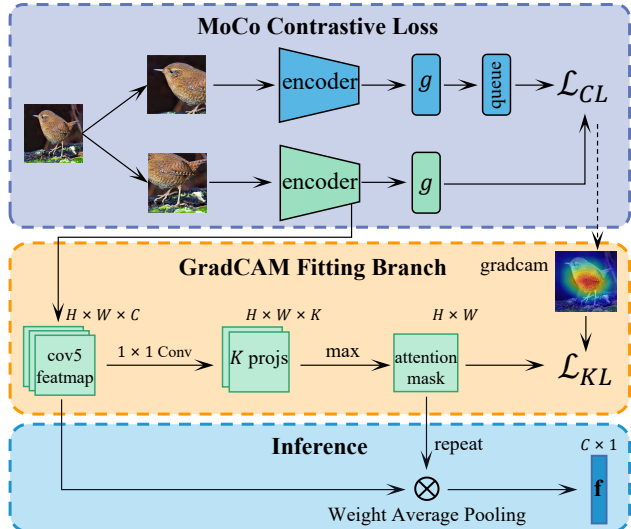 MoCo Contrastive Loss
encoder
g
queue
ℒ_CL
encoder
g
GradCAM Fitting Branch
gradcam
H × W × C
H × W × K
H × W
cov5
featmap
1 × 1 Conv
K projs
max
attention
mask
ℒ_KL
Inference
repeat
C × 1
f
Weight Average Pooling